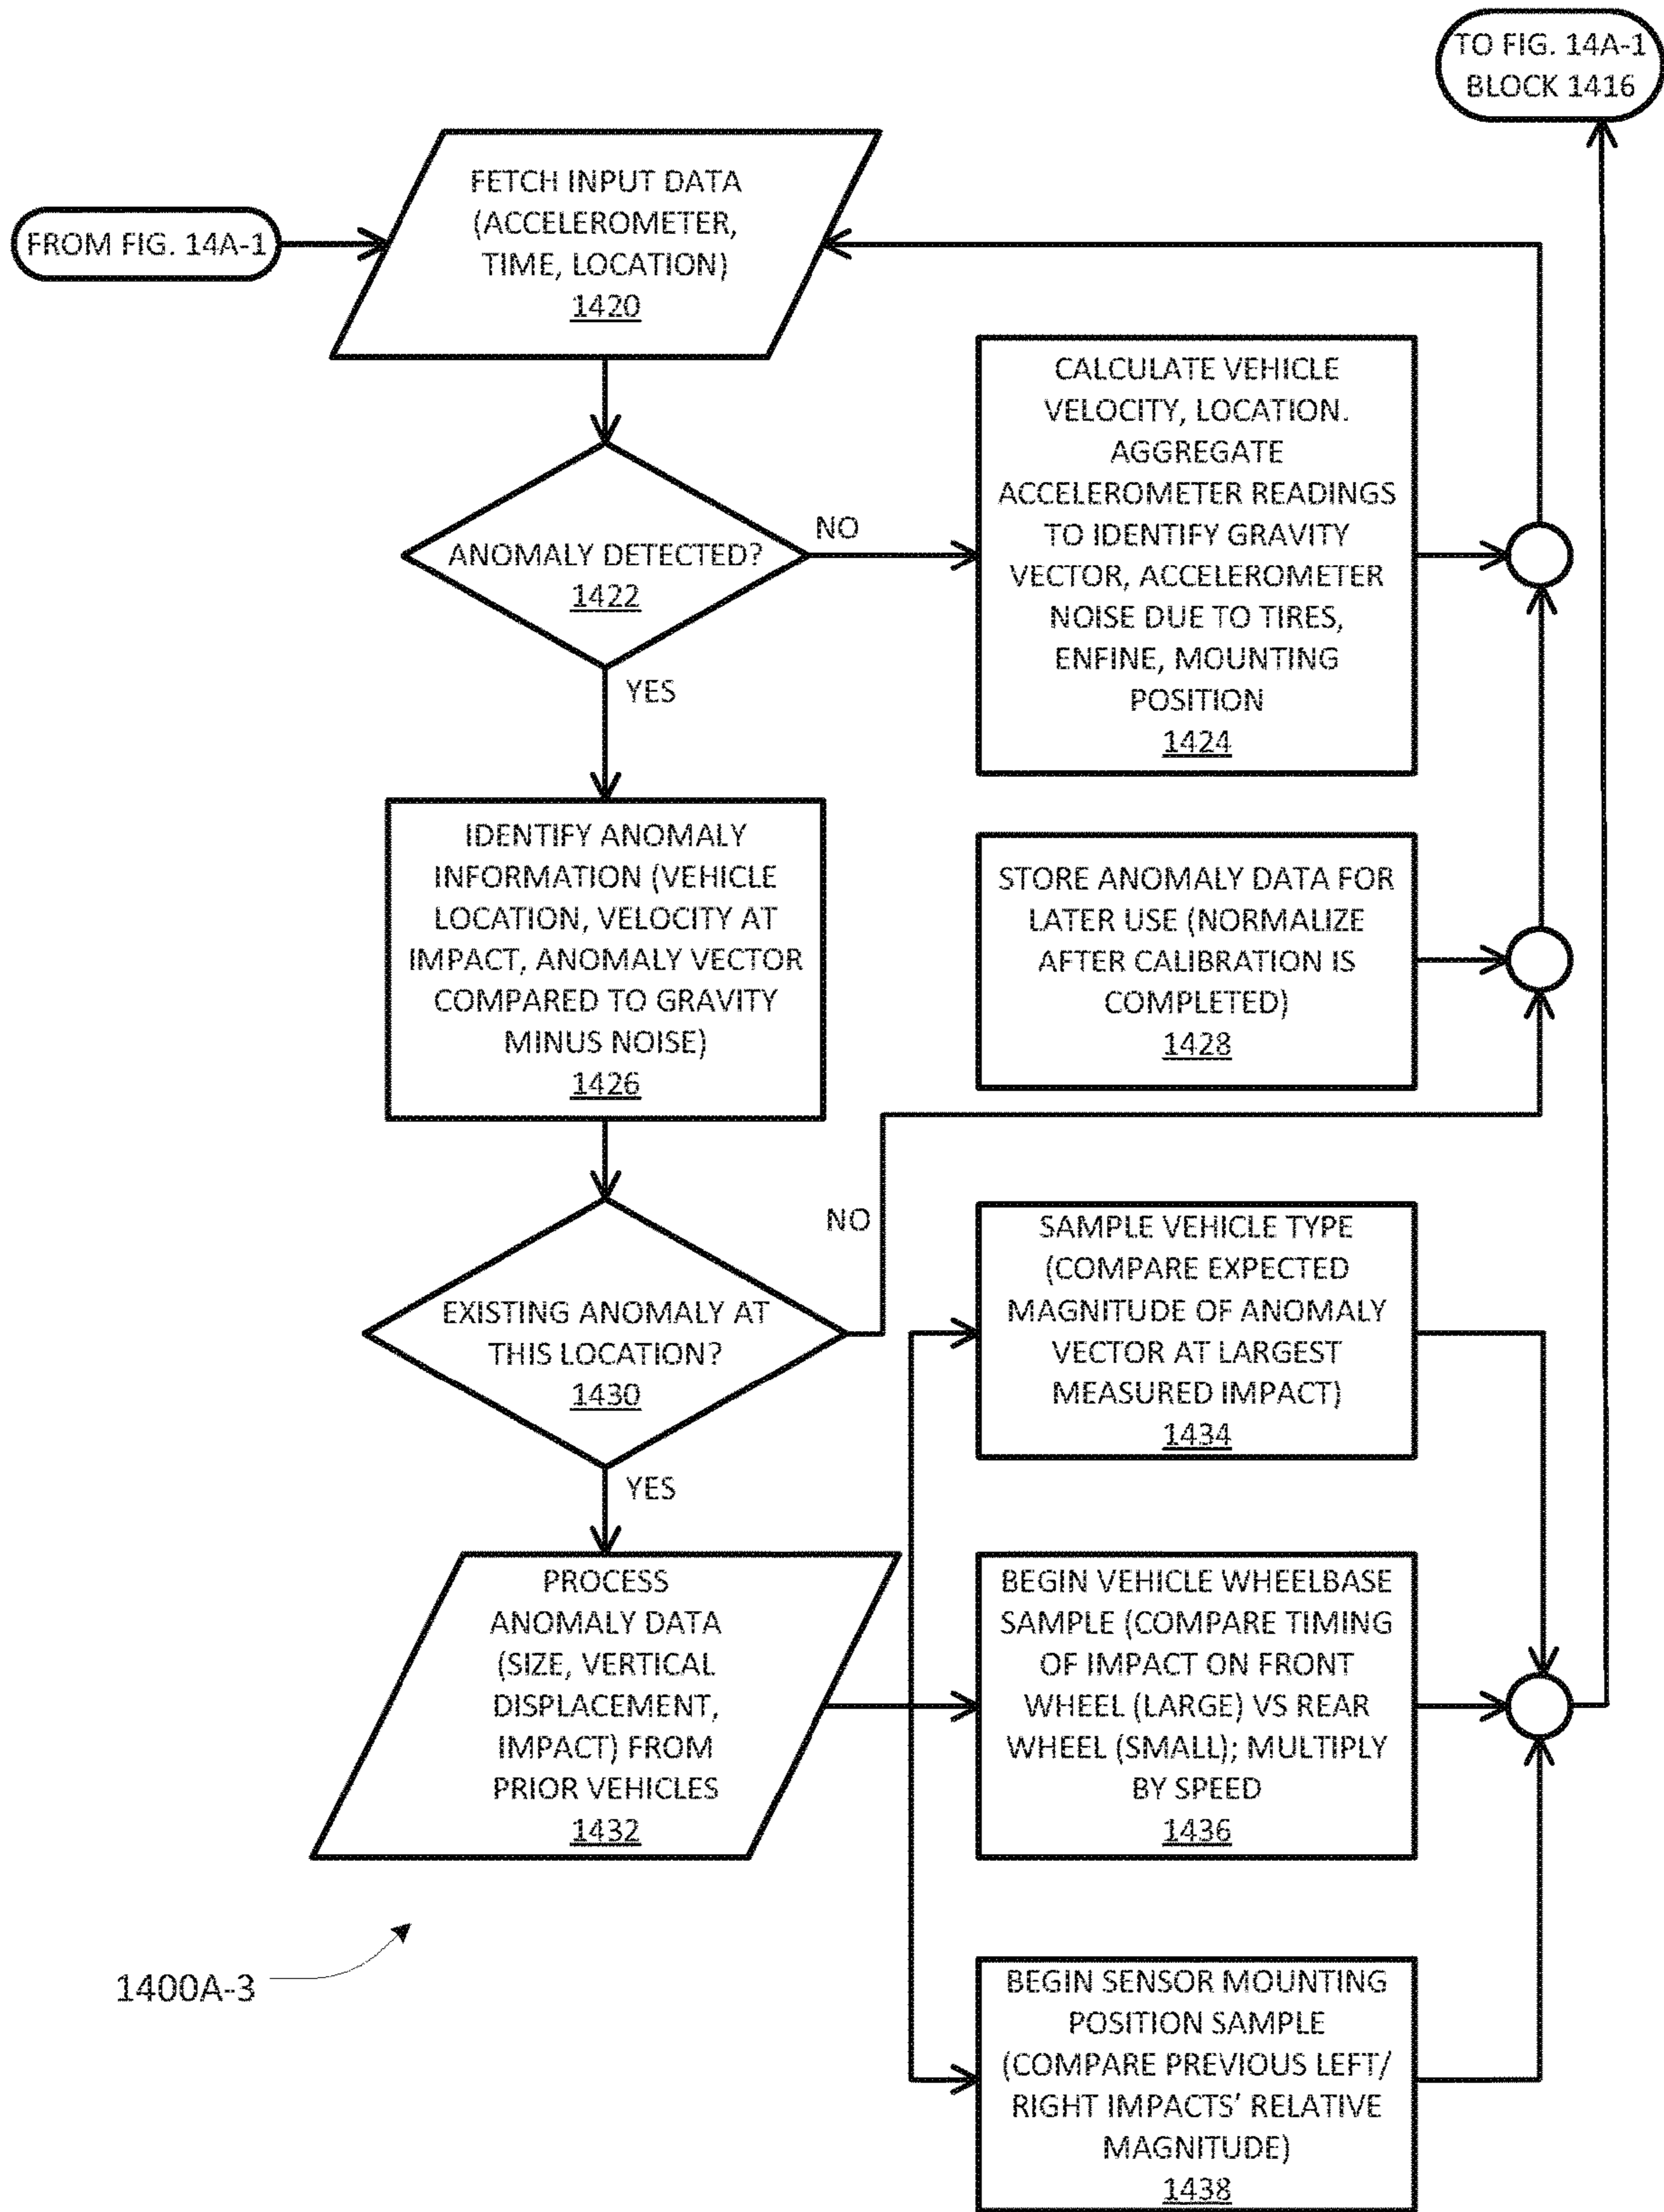 TO FIG. 14A-1
BLOCK 1416
FROM FIG. 14A-1
FETCH INPUT DATA
(ACCELEROMETER,
TIME, LOCATION)
1420
ANOMALY DETECTED?
1422
NO
YES
CALCULATE VEHICLE
VELOCITY, LOCATION.
AGGREGATE
ACCELEROMETER READINGS
TO IDENTIFY GRAVITY
VECTOR, ACCELEROMETER
NOISE DUE TO TIRES,
ENFINE, MOUNTING
POSITION
1424
IDENTIFY ANOMALY
INFORMATION (VEHICLE
LOCATION, VELOCITY AT
IMPACT, ANOMALY VECTOR
COMPARED TO GRAVITY
MINUS NOISE)
1426
STORE ANOMALY DATA FOR
LATER USE (NORMALIZE
AFTER CALIBRATION IS
COMPLETED)
1428
EXISTING ANOMALY AT
THIS LOCATION?
1430
NO
YES
PROCESS
ANOMALY DATA
(SIZE, VERTICAL
DISPLACEMENT,
IMPACT) FROM
PRIOR VEHICLES
1432
SAMPLE VEHICLE TYPE
(COMPARE EXPECTED
MAGNITUDE OF ANOMALY
VECTOR AT LARGEST
MEASURED IMPACT)
1434
BEGIN VEHICLE WHEELBASE
SAMPLE (COMPARE TIMING
OF IMPACT ON FRONT
WHEEL (LARGE) VS REAR
WHEEL (SMALL); MULTIPLY
BY SPEED
1436
BEGIN SENSOR MOUNTING
POSITION SAMPLE
(COMPARE PREVIOUS LEFT/
RIGHT IMPACTS' RELATIVE
MAGNITUDE)
1438
1400A-3